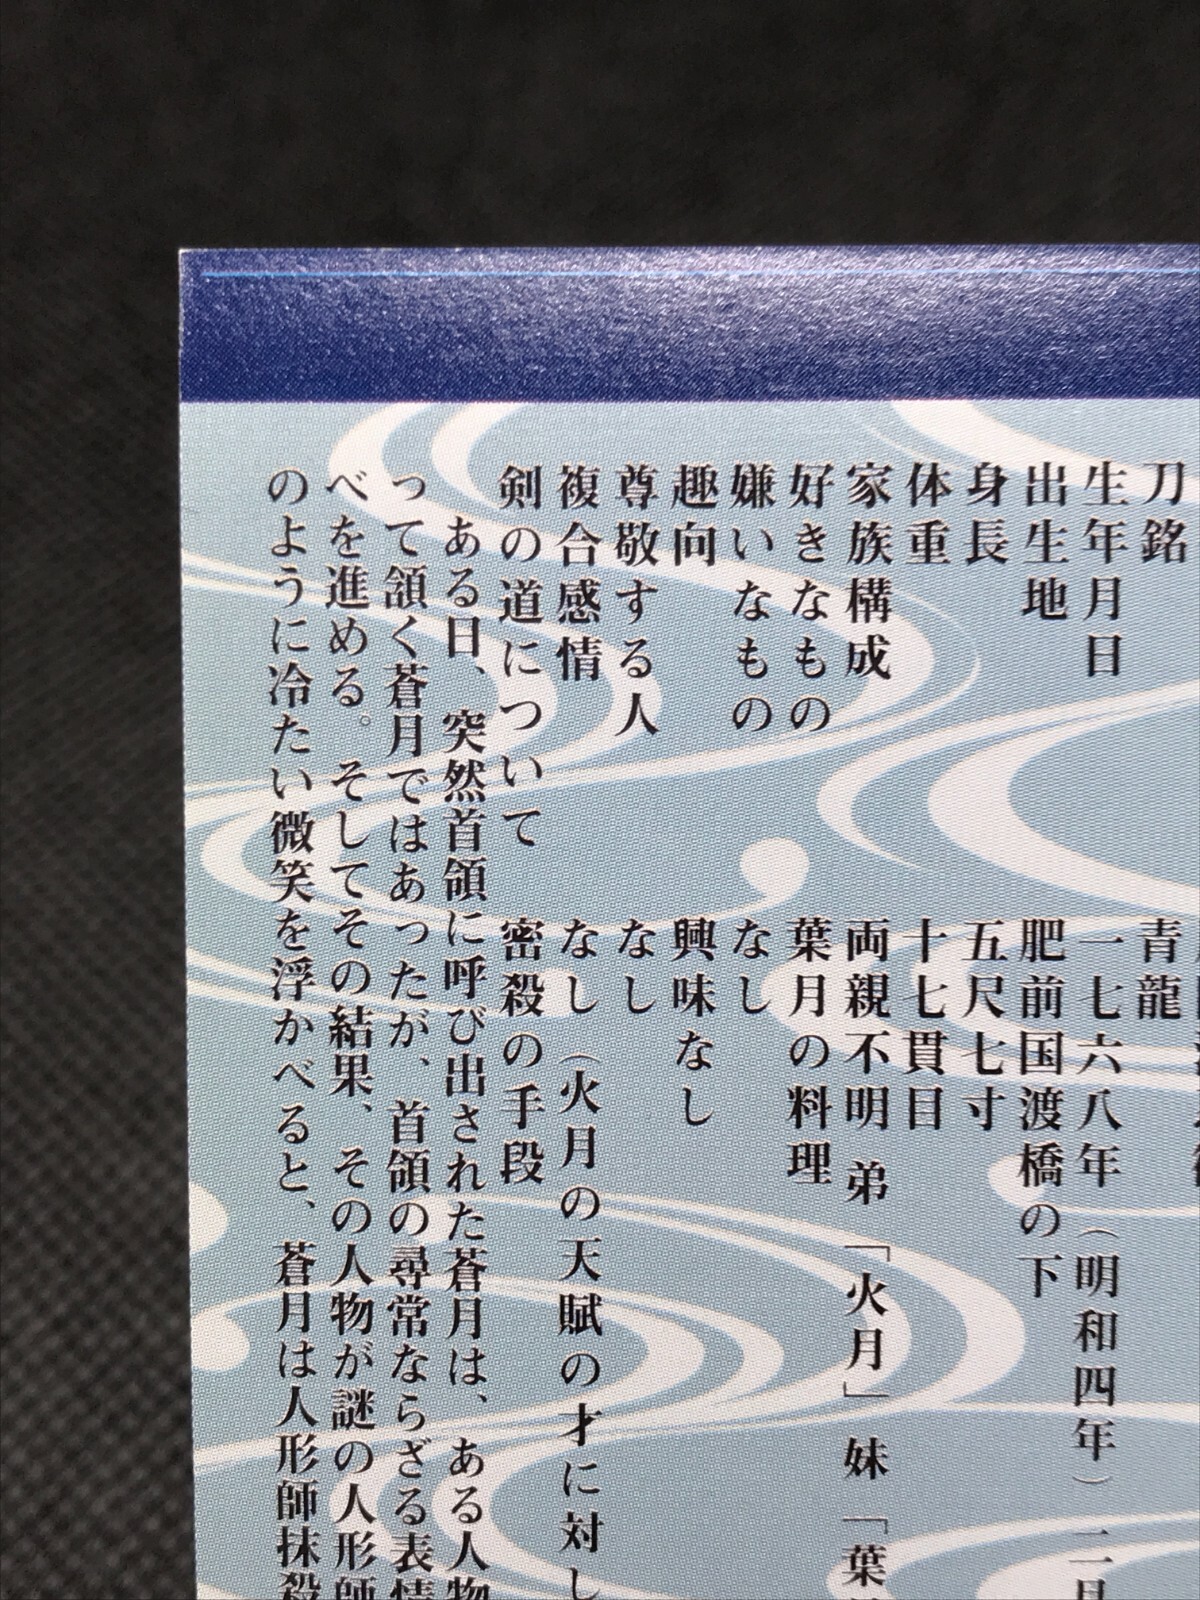 刀銘　青龍
生年月日　一七六八年（明和四年）二月
出生地　肥前国渡橋の下
身長　五尺七寸
体重　十七貫目
家族構成　両親不明 弟「火月」妹「葉
好きなもの　葉月の料理
嫌いなもの　なし
趣向　興味なし
尊敬する人　なし
複合感情　なし（火月の天賦の才に対し
剣の道について　密殺の手段
ある日、突然首領に呼び出された蒼月は、ある人物
って頷く蒼月ではあったが、首領の尋常ならざる表情
べを進める。そしてその結果、その人物が謎の人形師
のように冷たい微笑を浮かべると、蒼月は人形師抹殺